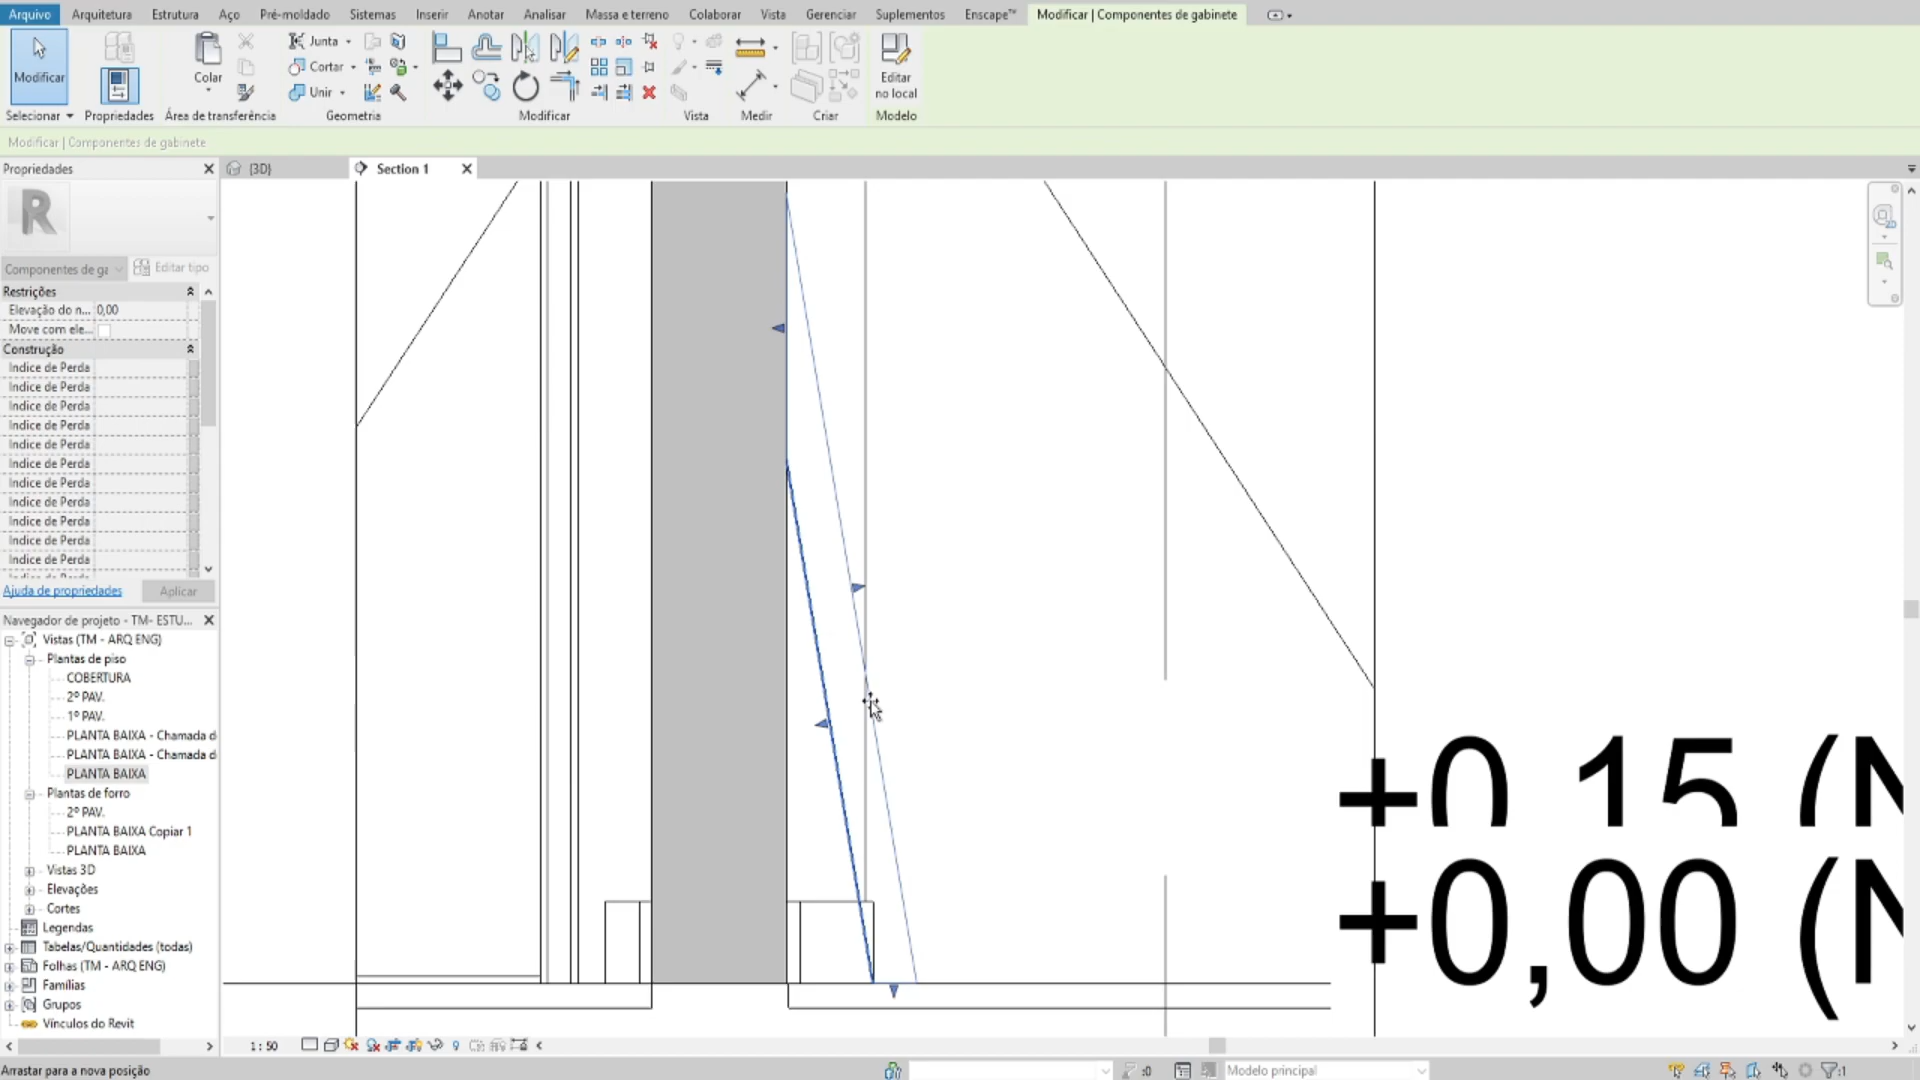 Arquivo Arquitetura Estrutura Aço Pré-moldado Sistemas Inserir Anotar Analisar Massa e terreno Colaborar Vista Gerenciar Suplementos Enscape™ Modificar | Componentes de gabinete
Modificar
Colar
Junta
Cortar
Unir
Editar
no local
Selecionar Propriedades Área de transferência Geometria Modificar Vista Medir Criar Modelo
Modificar | Componentes de gabinete
Propriedades
{3D}
Section 1
R
Componentes de ga
Editar tipo
Restrições
Elevação do n... 0,00
Move com ele...
Construção
Indice de Perda
Indice de Perda
Indice de Perda
Indice de Perda
Indice de Perda
Indice de Perda
Indice de Perda
Indice de Perda
Indice de Perda
Indice de Perda
Indice de Perda
Ajuda de propriedades
Aplicar
Navegador de projeto - TM- ESTU...
Vistas (TM - ARQ ENG)
Plantas de piso
COBERTURA
2º PAV.
1º PAV.
PLANTA BAIXA - Chamada d
PLANTA BAIXA - Chamada d
PLANTA BAIXA
Plantas de forro
2º PAV.
PLANTA BAIXA Copiar 1
PLANTA BAIXA
Vistas 3D
Elevações
Cortes
Legendas
Tabelas/Quantidades (todas)
Folhas (TM - ARQ ENG)
Famílias
Grupos
Vínculos do Revit
+0,15 (N
+0,00 (N
1 : 50
Arrastar para a nova posição
:0
Modelo principal
:1